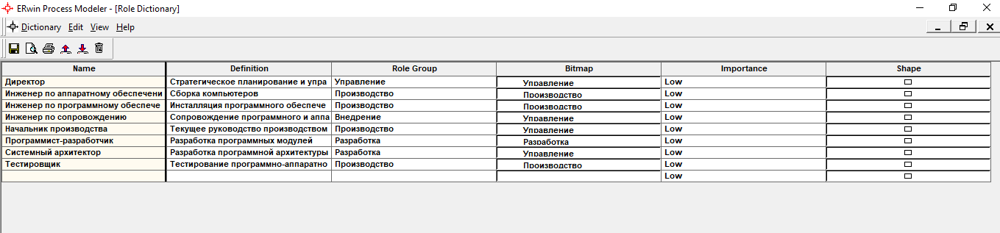 ERwin Process Modeler - [Role Dictionary]
Dictionary Edit View Help
Name Definition Role Group Bitmap Importance Shape
Директор Стратегическое планирование и упра Управление Управление Low
Инженер по аппаратному обеспечени Сборка компьютеров Производство Производство Low
Инженер по программному обеспече Инсталляция программного обеспече Производство Производство Low
Инженер по сопровождению Сопровождение программного и аппа Внедрение Управление Low
Начальник производства Текущее руководство производством Производство Управление Low
Программист-разработчик Разработка программных модулей Разработка Разработка Low
Системный архитектор Разработка программной архитектуры Разработка Управление Low
Тестировщик Тестирование программно-аппаратно Производство Производство Low
Low